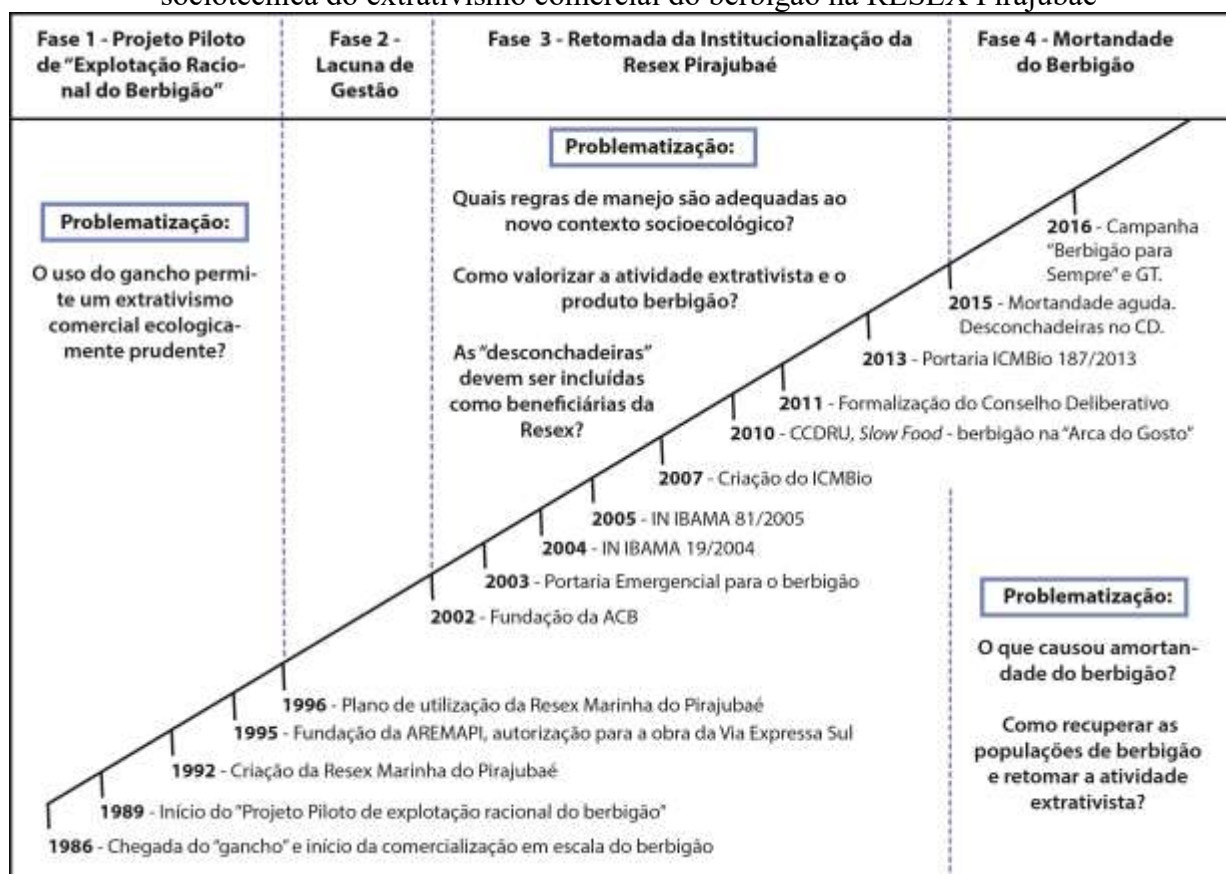 sociotécnica do extrativismo comercial do berbigão na RESEX Pirajubaé
Fase 1 - Projeto Piloto
de “Explotação Racio-
nal do Berbigão”
Fase 2 -
Lacuna de
Gestão
Fase 3 - Retomada da Institucionalização da
Resex Pirajubaé
Fase 4 - Mortandade
do Berbigão
Problematização:
O uso do gancho permi-
te um extrativismo
comercial ecologica-
mente prudente?
Problematização:
Quais regras de manejo são adequadas ao
novo contexto socioecológico?
Como valorizar a atividade extrativista e o
produto berbigão?
As “desconchadeiras”
devem ser incluídas
como beneficiárias da
Resex?
2016 - Campanha
“Berbigão para
Sempre” e GT.
2015 - Mortandade aguda.
Desconchadeiras no CD.
2013 - Portaria ICMBio 187/2013
2011 - Formalização do Conselho Deliberativo
2010 - CCDRU, Slow Food - berbigão na “Arca do Gosto”
2007 - Criação do ICMBio
2005 - IN IBAMA 81/2005
2004 - IN IBAMA 19/2004
2003 - Portaria Emergencial para o berbigão
2002 - Fundação da ACB
1996 - Plano de utilização da Resex Marinha do Pirajubaé
1995 - Fundação da AREMAPI, autorização para a obra da Via Expressa Sul
1992 - Criação da Resex Marinha do Pirajubaé
1989 - Início do “Projeto Piloto de explotação racional do berbigão”
1986 - Chegada do “gancho” e início da comercialização em escala do berbigão
Problematização:
O que causou amortan-
dade do berbigão?
Como recuperar as
populações de berbigão
e retomar a atividade
extrativista?